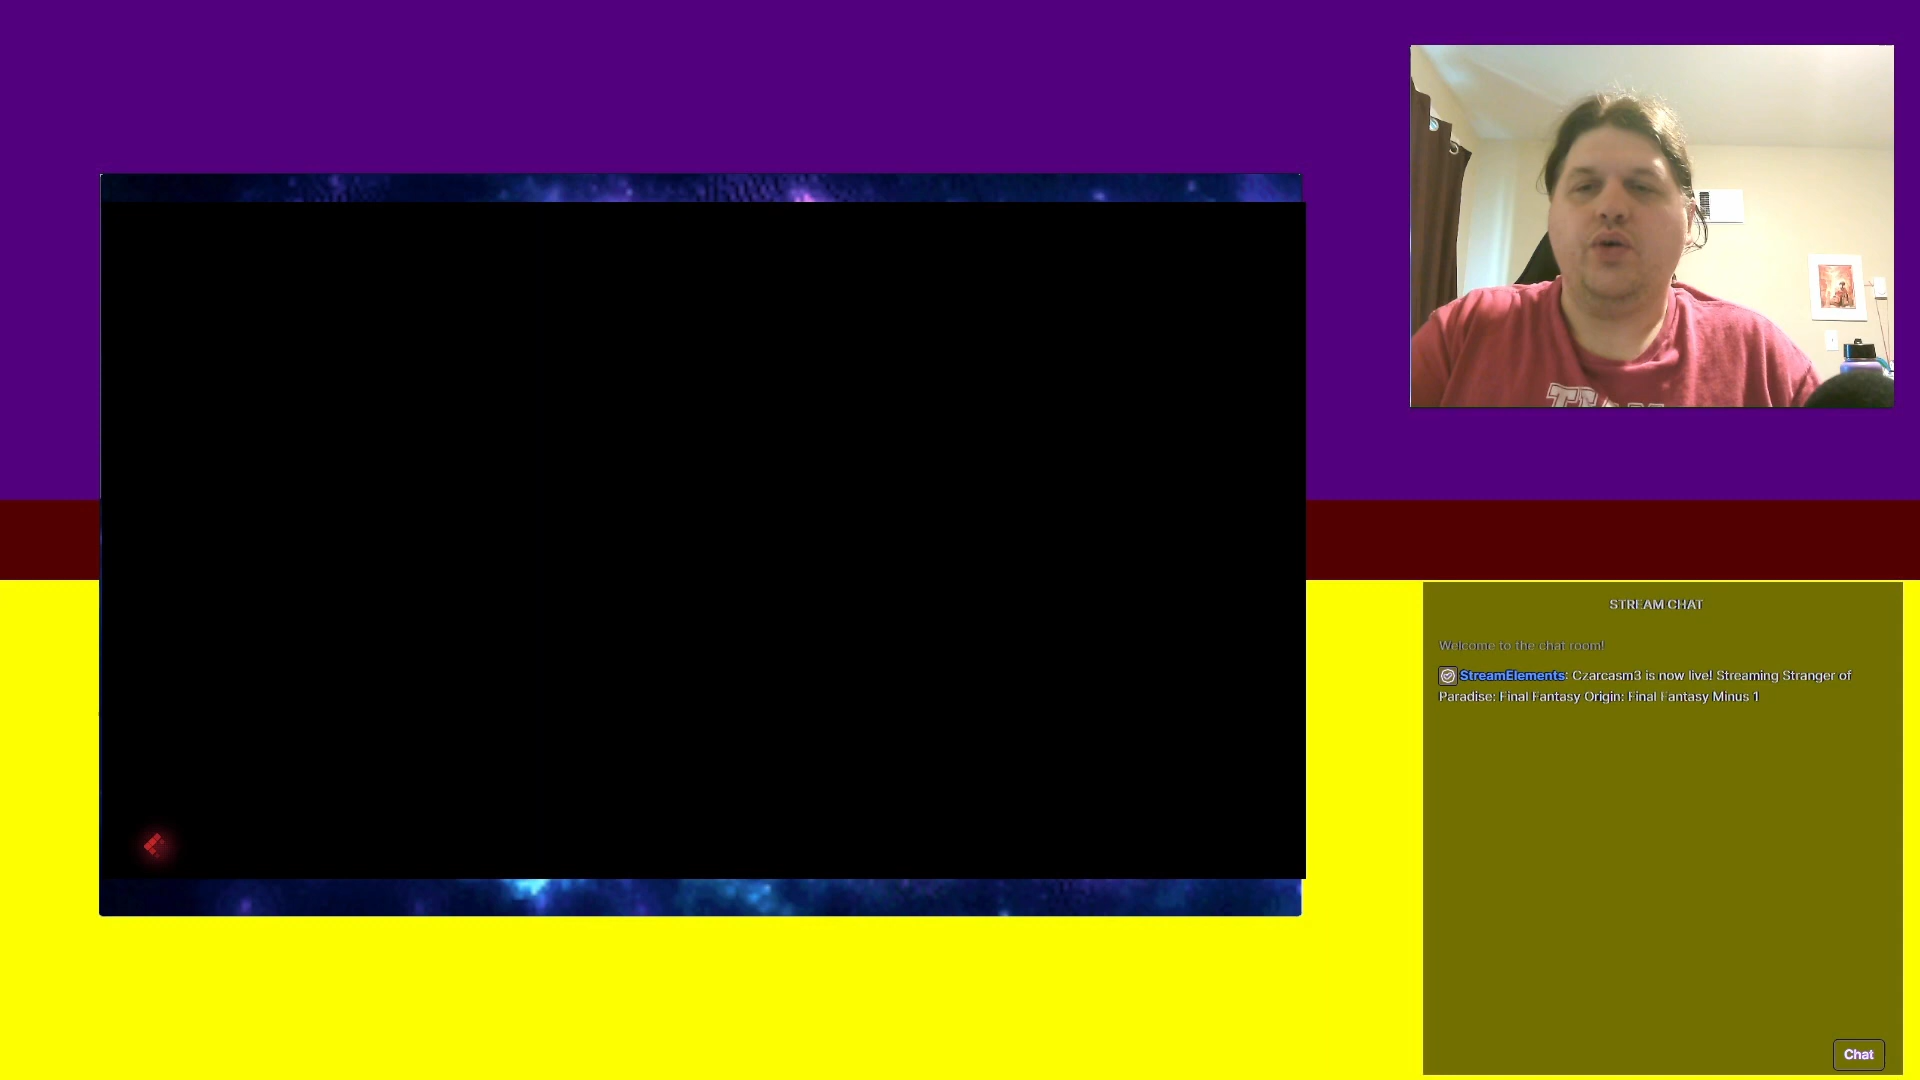 STREAM CHAT
Welcome to the chat room!
StreamElements: Czarcasm3 is now live! Streaming Stranger of
Paradise: Final Fantasy Origin: Final Fantasy Minus 1
Chat